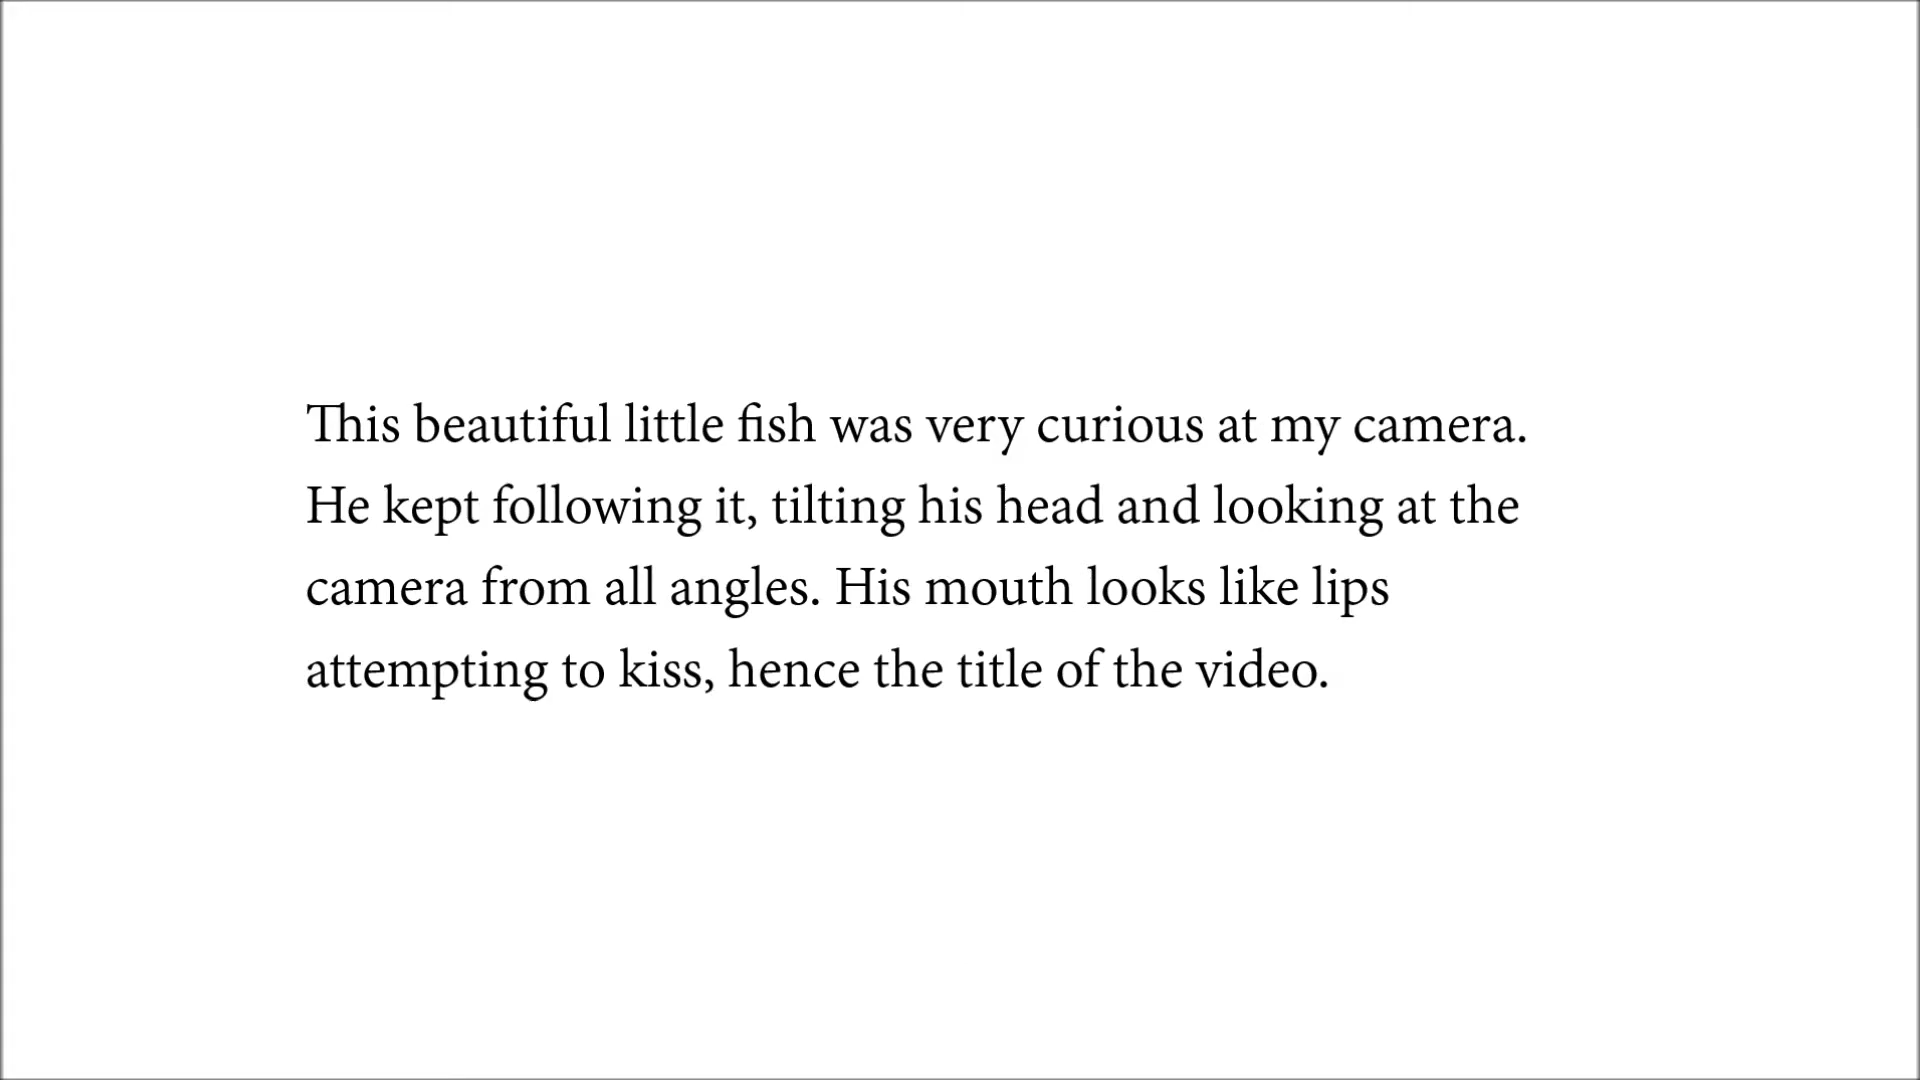 This beautiful little fish was very curious at my camera.
He kept following it, tilting his head and looking at the
camera from all angles. His mouth looks like lips
attempting to kiss, hence the title of the video.